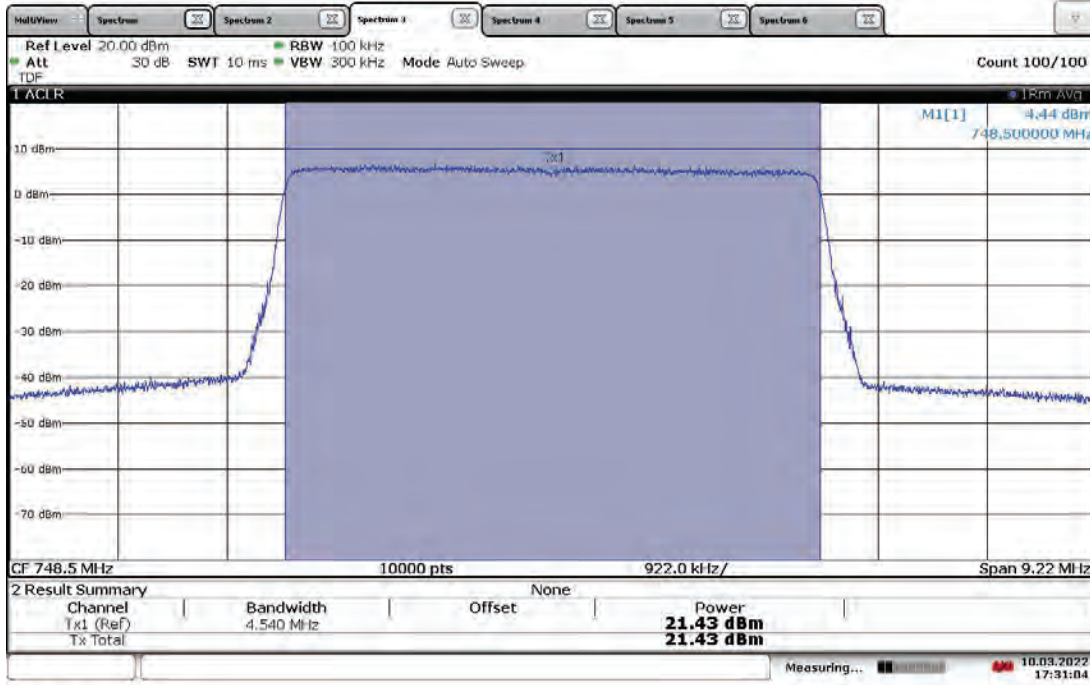 MultiView Spectrum Spectrum 2 Spectrum 3 Spectrum 4 Spectrum 5 Spectrum 6
Ref Level 20.00 dBm RBW 100 kHz
Att 30 dB SWT 10 ms VBW 300 kHz Mode Auto Sweep Count 100/100
TDF
1 ACLR 1Rm Avg
M1[1] 4.44 dBm
748.500000 MHz
10 dBm
Tx1
0 dBm
-10 dBm
-20 dBm
-30 dBm
-40 dBm
-50 dBm
-60 dBm
-70 dBm
CF 748.5 MHz 10000 pts 922.0 kHz/ Span 9.22 MHz
2 Result Summary None
Channel Bandwidth Offset Power
Tx1 (Ref) 4.540 MHz 21.43 dBm
Tx Total 21.43 dBm
Measuring... 10.03.2022
17:31:04